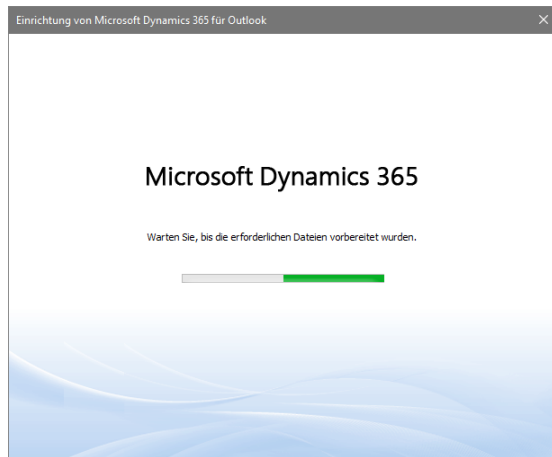 Einrichtung von Microsoft Dynamics 365 für Outlook
Microsoft Dynamics 365
Warten Sie, bis die erforderlichen Dateien vorbereitet wurden.